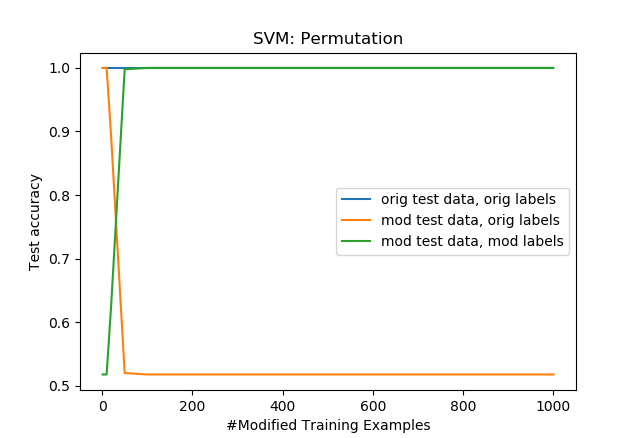 SVM: Permutation
1.0
0.9
0.8
0.7
0.6
0.5
Test accuracy
orig test data, orig labels
mod test data, orig labels
mod test data, mod labels
0 200 400 600 800 1000
#Modified Training Examples